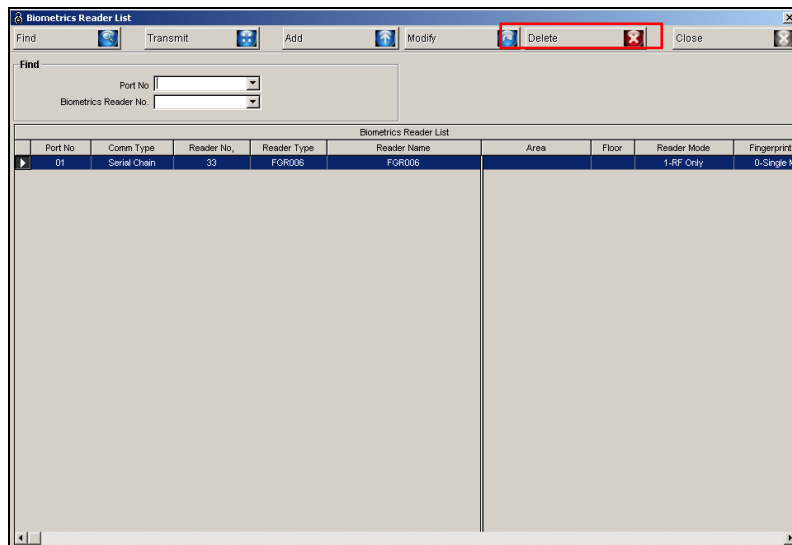 Biometrics Reader List
Find Transmit Add Modify Delete Close
Find
Port No
Biometrics Reader No.
Biometrics Reader List
Port No Comm Type Reader No. Reader Type Reader Name Area Floor Reader Mode Fingerprint
01 Serial Chain 33 FGR006 FGR006 1-RF Only 0-Single